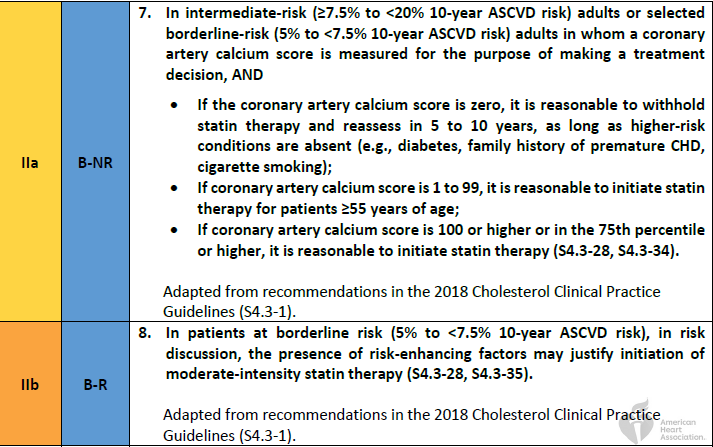 7. In intermediate-risk (≥7.5% to <20% 10-year ASCVD risk) adults or selected
borderline-risk (5% to <7.5% 10-year ASCVD risk) adults in whom a coronary
artery calcium score is measured for the purpose of making a treatment
decision, AND
• If the coronary artery calcium score is zero, it is reasonable to withhold
statin therapy and reassess in 5 to 10 years, as long as higher-risk
conditions are absent (e.g., diabetes, family history of premature CHD,
cigarette smoking);
IIa
B-NR
• If coronary artery calcium score is 1 to 99, it is reasonable to initiate statin
therapy for patients ≥55 years of age;
• If coronary artery calcium score is 100 or higher or in the 75th percentile
or higher, it is reasonable to initiate statin therapy (S4.3-28, S4.3-34).
Adapted from recommendations in the 2018 Cholesterol Clinical Practice
Guidelines (S4.3-1).
8. In patients at borderline risk (5% to <7.5% 10-year ASCVD risk), in risk
discussion, the presence of risk-enhancing factors may justify initiation of
moderate-intensity statin therapy (S4.3-28, S4.3-35).
IIb
B-R
Adapted from recommendations in the 2018 Cholesterol Clinical Practice
Guidelines (S4.3-1).
American
Heart
Association.